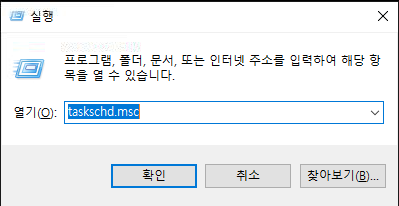 실행
프로그램, 폴더, 문서, 또는 인터넷 주소를 입력하여 해당 항
목을 열 수 있습니다.
열기(O): taskschd.msc
확인 취소 찾아보기(B)...